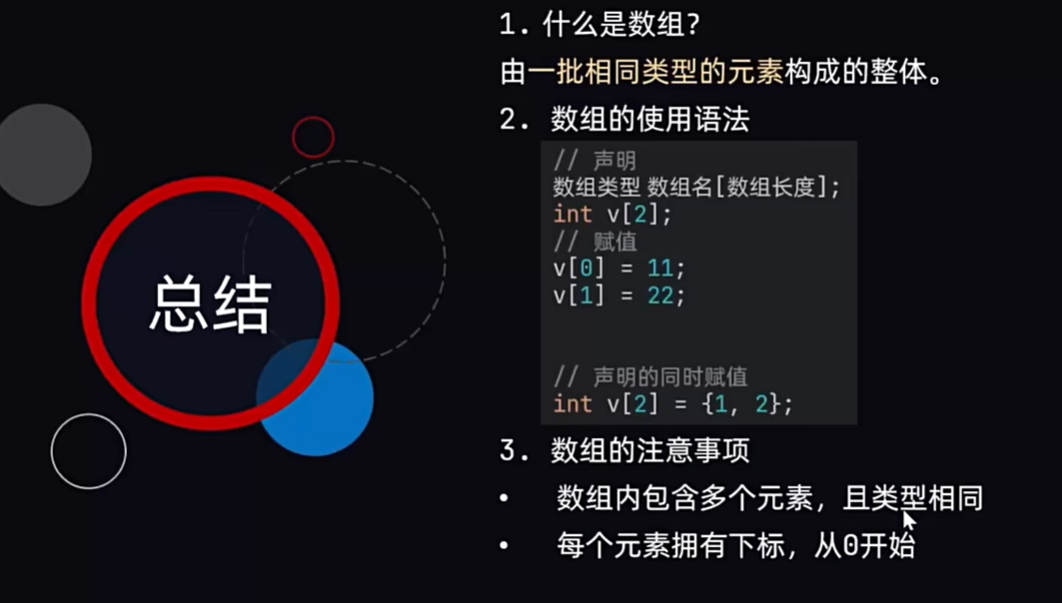 总结
1. 什么是数组?
由一批相同类型的元素构成的整体。
2. 数组的使用语法
// 声明
数组类型 数组名[数组长度];
int v[2];
// 赋值
v[0] = 11;
v[1] = 22;
// 声明的同时赋值
int v[2] = {1, 2};
3. 数组的注意事项
• 数组内包含多个元素，且类型相同
• 每个元素拥有下标，从0开始